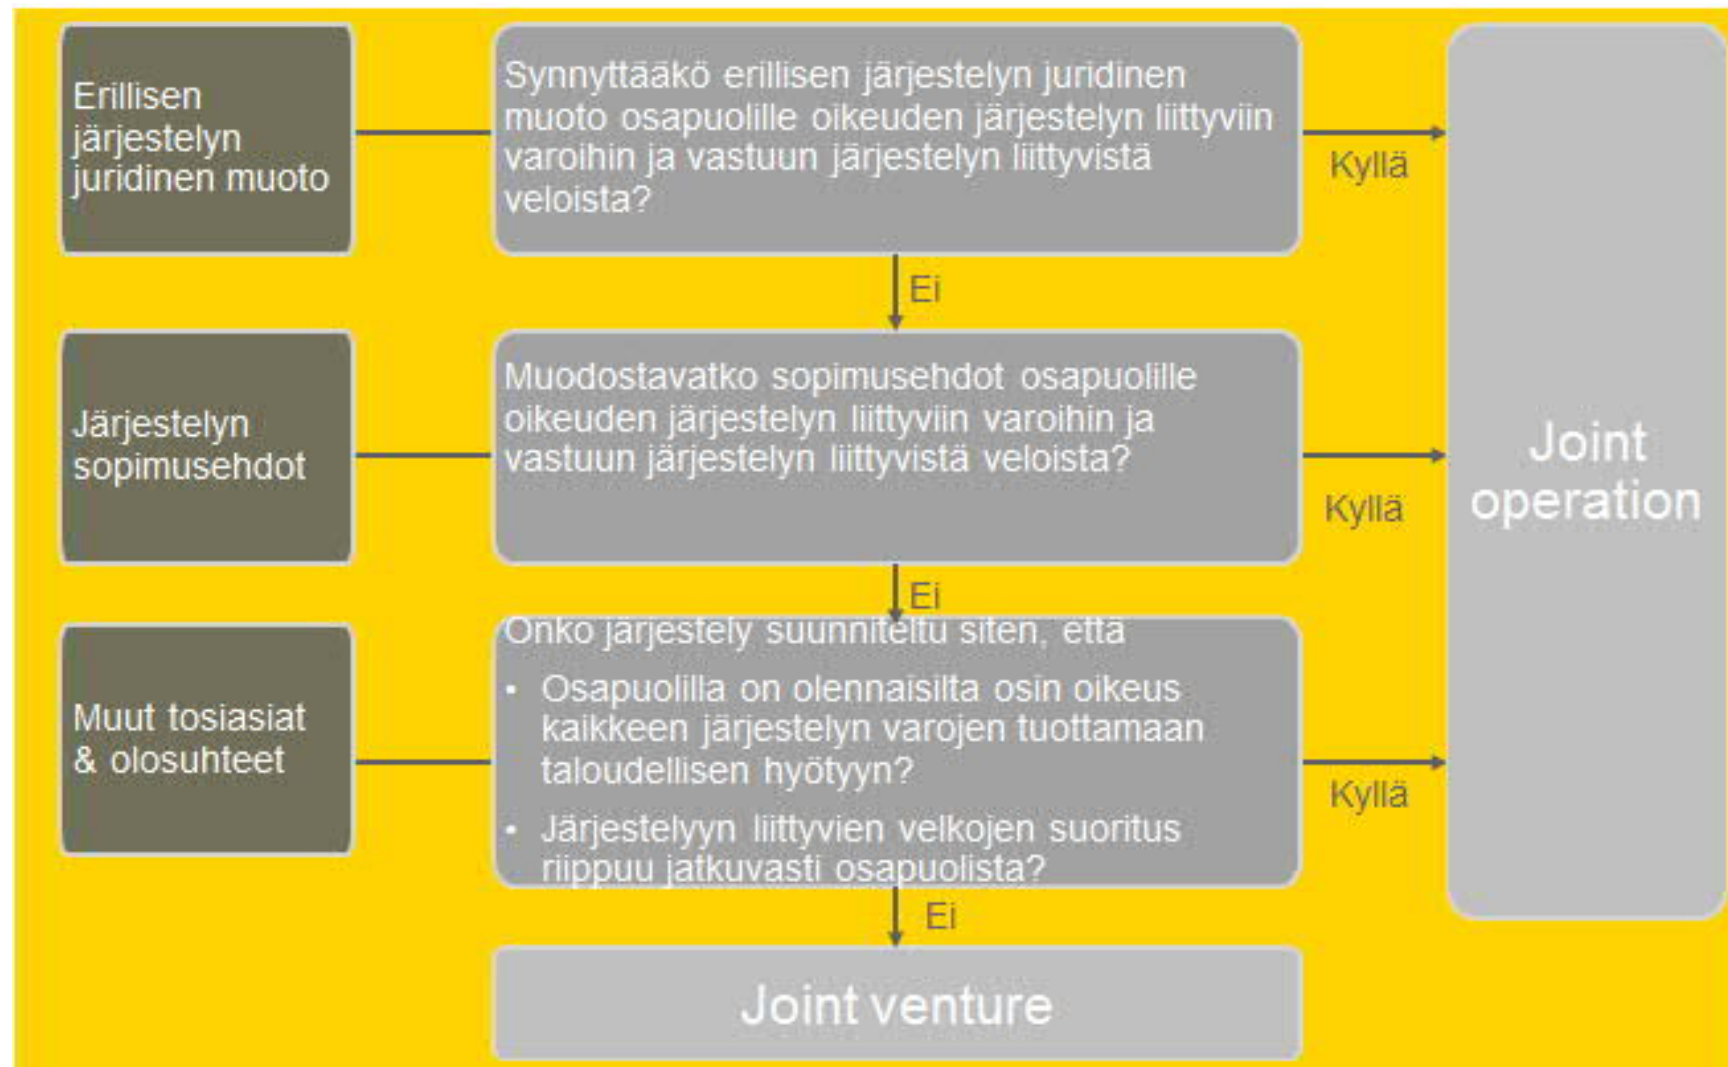 Erillisen
järjestelyn
juridinen muoto
Synnyttääkö erillisen järjestelyn juridinen
muoto osapuolille oikeuden järjestelyn liittyviin
varoihin ja vastuun järjestelyn liittyvistä
veloista?
Kyllä
Ei
Järjestelyn
sopimusehdot
Muodostavatko sopimusehdot osapuolille
oikeuden järjestelyn liittyviin varoihin ja
vastuun järjestelyn liittyvistä veloista?
Kyllä
Joint
operation
Ei
Muut tosiasiat
& olosuhteet
Onko järjestely suunniteltu siten, että
• Osapuolilla on olennaisilta osin oikeus
kaikkeen järjestelyn varojen tuottamaan
taloudellisen hyötyyn?
• Järjestelyyn liittyvien velkojen suoritus
riippuu jatkuvasti osapuolista?
Kyllä
Ei
Joint venture